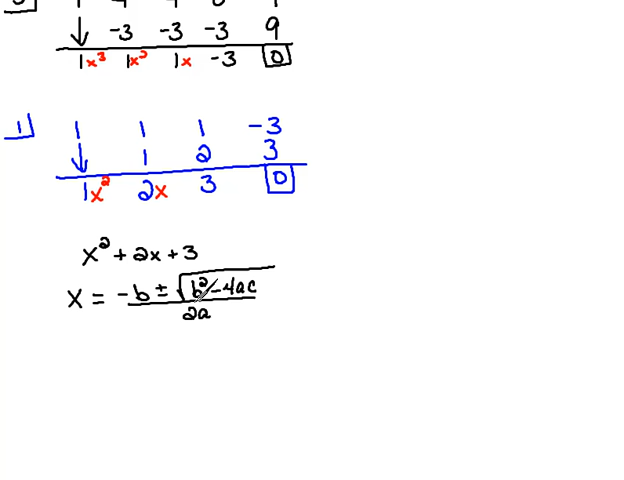 ↓ -3 -3 -3 9
1x³ 1x² 1x -3 0
1 1 1 1 -3
↓ 1 2 3
1x² 2x 3 0
x² + 2x + 3
x = -b ± √b² - 4ac
2a